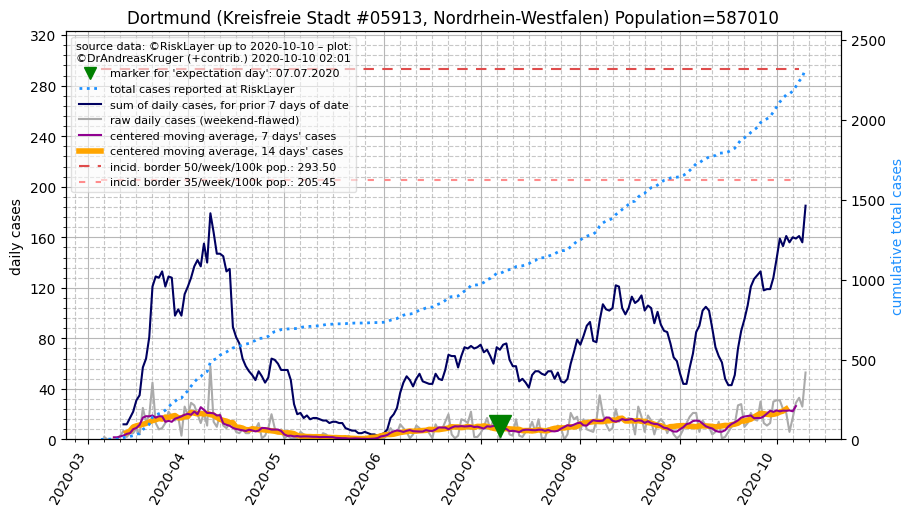 Dortmund (Kreisfreie Stadt #05913, Nordrhein-Westfalen) Population=587010
source data: ©RiskLayer up to 2020-10-10 – plot:
©DrAndreasKruger (+contrib.) 2020-10-10 02:01
marker for 'expectation day': 07.07.2020
total cases reported at RiskLayer
sum of daily cases, for prior 7 days of date
raw daily cases (weekend-flawed)
centered moving average, 7 days' cases
centered moving average, 14 days' cases
incid. border 50/week/100k pop.: 293.50
incid. border 35/week/100k pop.: 205.45
daily cases
320
280
240
200
160
120
80
40
0
cumulative total cases
2500
2000
1500
1000
500
0
2020-03
2020-04
2020-05
2020-06
2020-07
2020-08
2020-09
2020-10